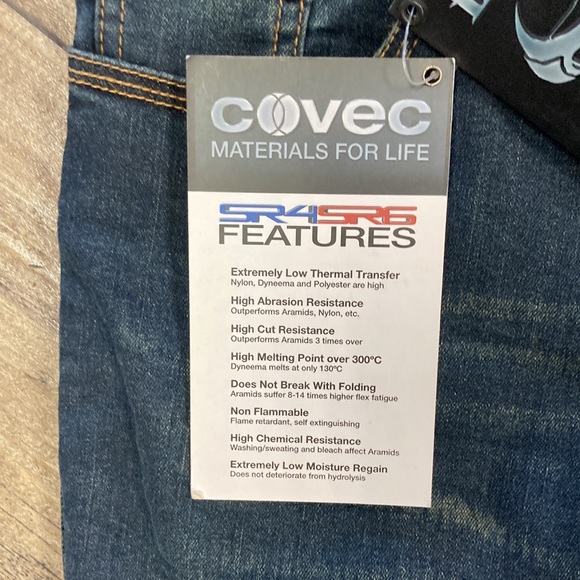 covec
MATERIALS FOR LIFE
SR4SR6
FEATURES
Extremely Low Thermal Transfer
Nylon, Dyneema and Polyester are high
High Abrasion Resistance
Outperforms Aramids, Nylon, etc.
High Cut Resistance
Outperforms Aramids 3 times over
High Melting Point over 300ºC
Dyneema melts at only 130ºC
Does Not Break With Folding
Aramids suffer 8-14 times higher flex fatigue
Non Flammable
Flame retardant, self extinguishing
High Chemical Resistance
Washing/sweating and bleach affect Aramids
Extremely Low Moisture Regain
Does not deteriorate from hydrolysis